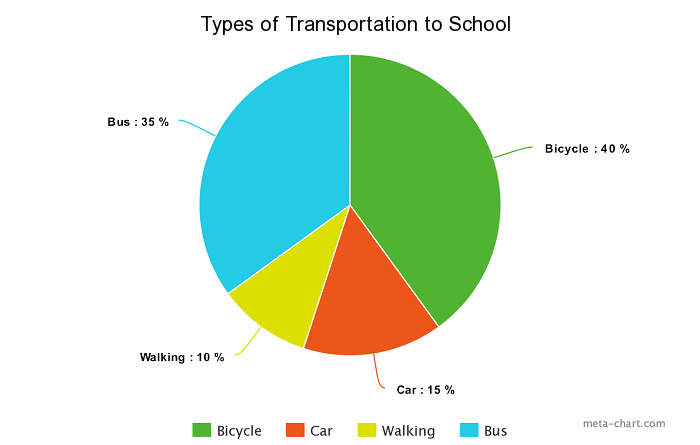 Types of Transportation to School
Bus : 35 %
Bicycle : 40 %
Walking : 10 %
Car : 15 %
Bicycle
Car
Walking
Bus
meta-chart.com